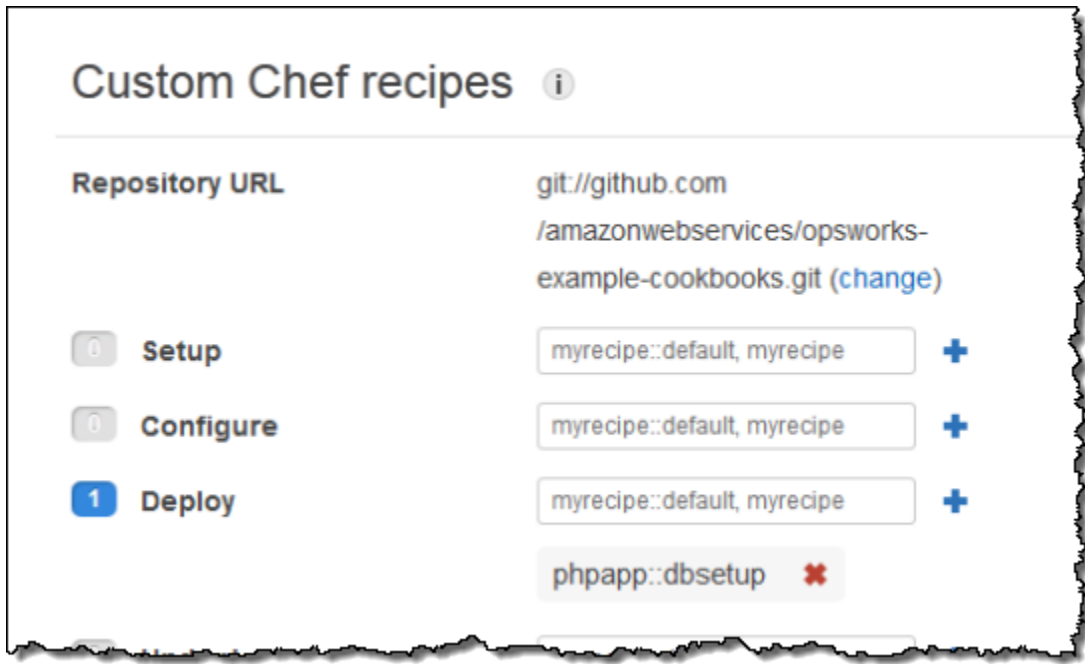 Custom Chef recipes i
Repository URL
git://github.com
/amazonwebservices/opsworks-
example-cookbooks.git (change)
0 Setup myrecipe::default, myrecipe
0 Configure myrecipe::default, myrecipe
1 Deploy myrecipe::default, myrecipe
phpapp::dbsetup